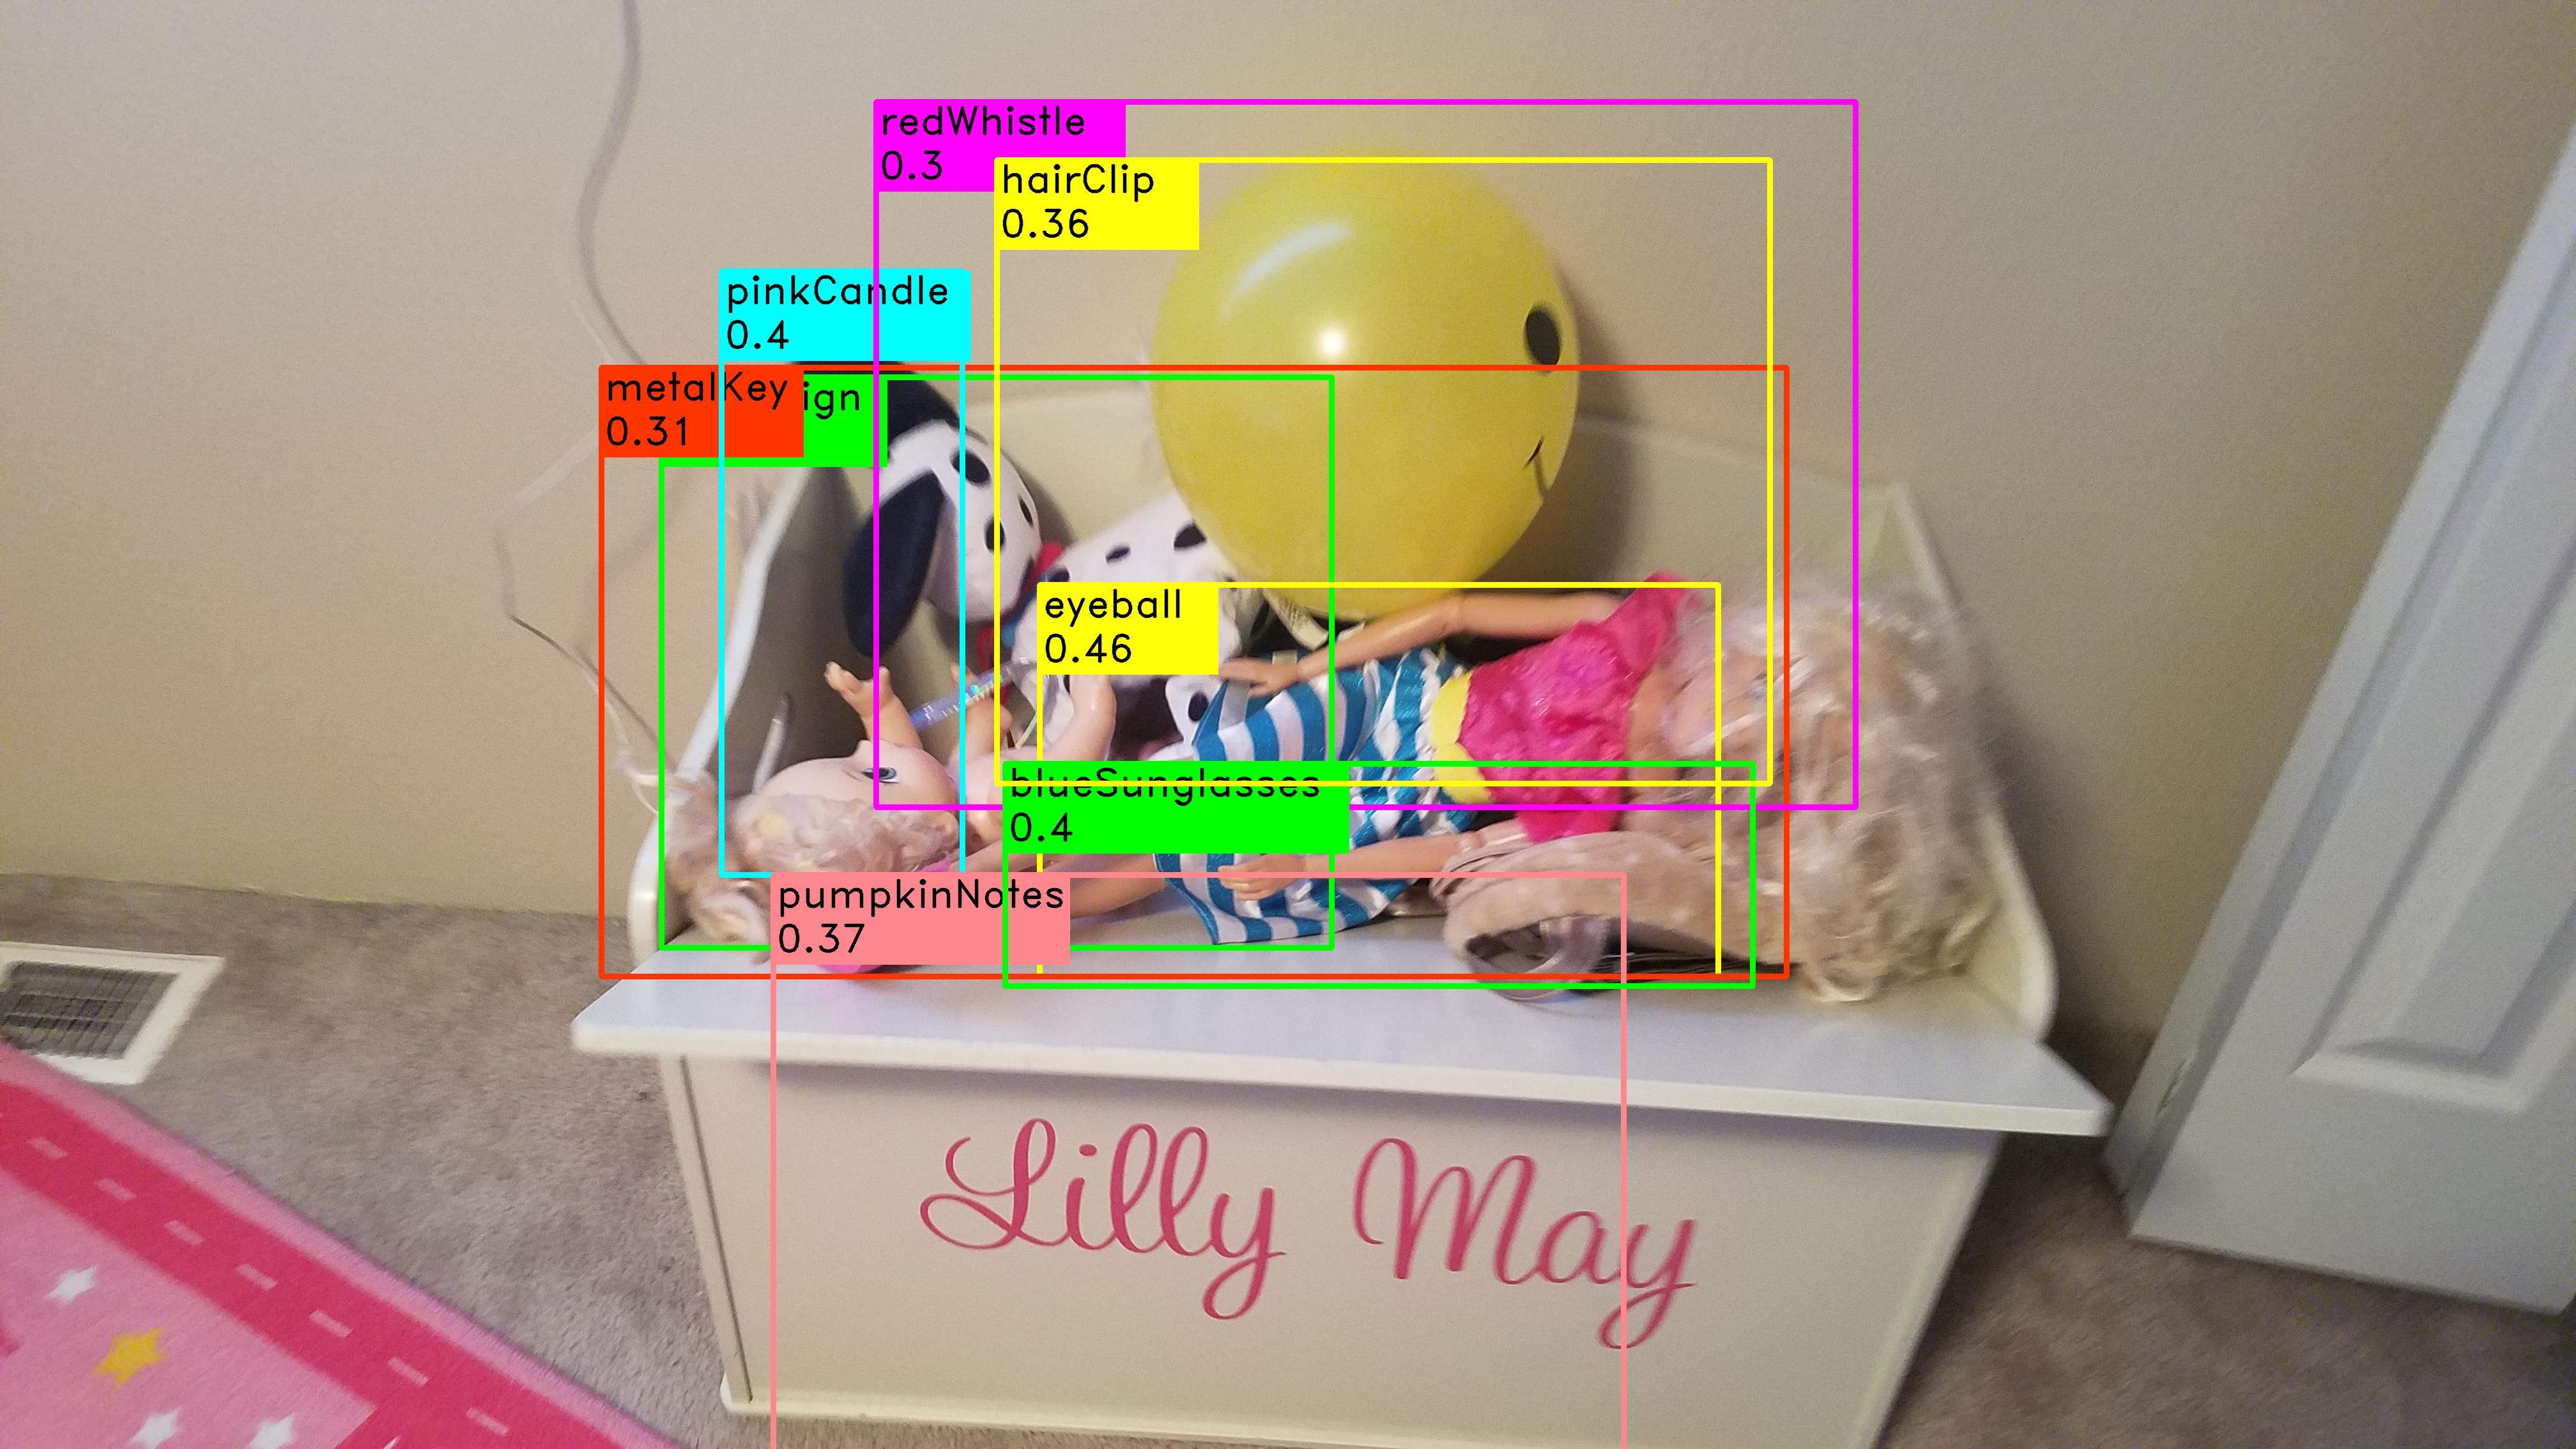 redWhistle
0.3
hairClip
0.36
pinkCandle
0.4
metalKey
0.31
ign
eyeball
0.46
blueSunglasses
0.4
pumpkinNotes
0.37
Lilly May